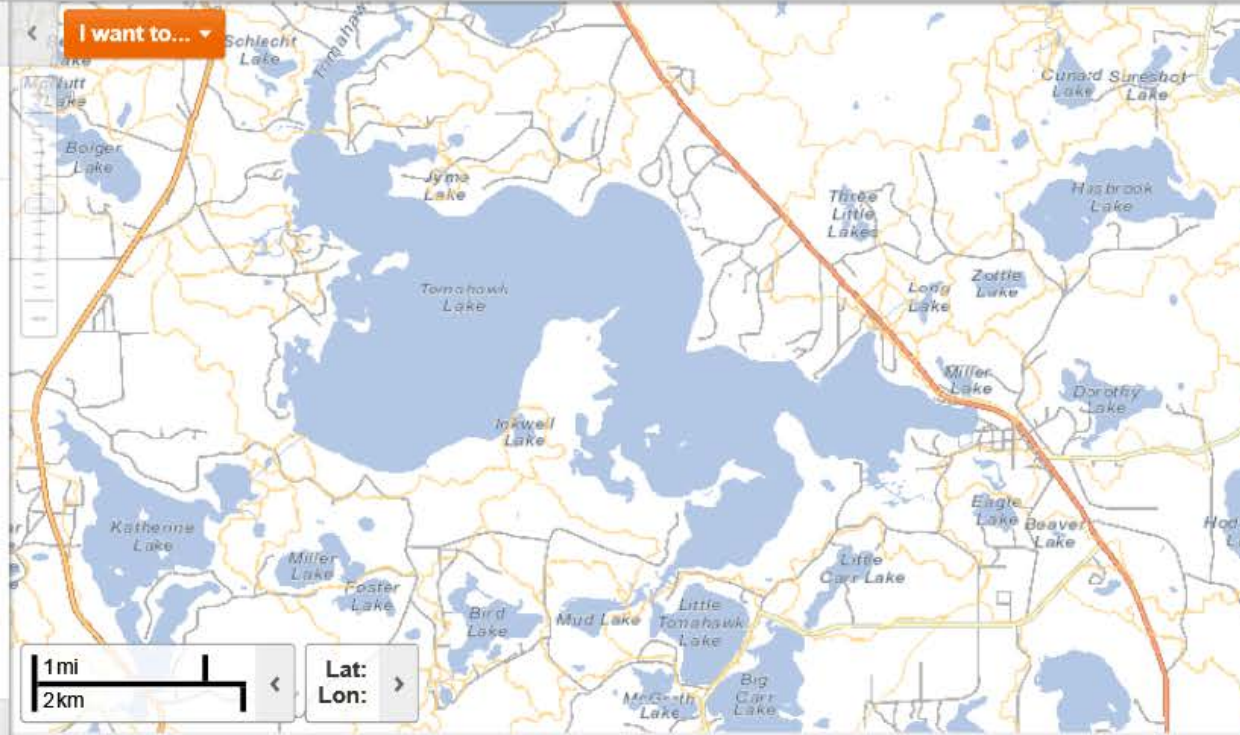 I want to...
Schlecht
Lake
Tomahawk
Lake
McNutt
Lake
Bolger
Lake
Cunard
Lake
Sureshot
Lake
Jyme
Lake
Hasbrook
Lake
Three
Little
Lakes
Tomahawk
Lake
Long
Lake
Zottle
Lake
Miller
Lake
Dorothy
Lake
Inkwell
Lake
Katherine
Lake
Eagle
Lake
Beaver
Lake
Miller
Lake
Foster
Lake
Little
Carr Lake
Bird
Lake
Mud Lake
Little
Tomahawk
Lake
McGrath
Lake
Big
Carr
Lake
1mi
2km
Lat:
Lon: